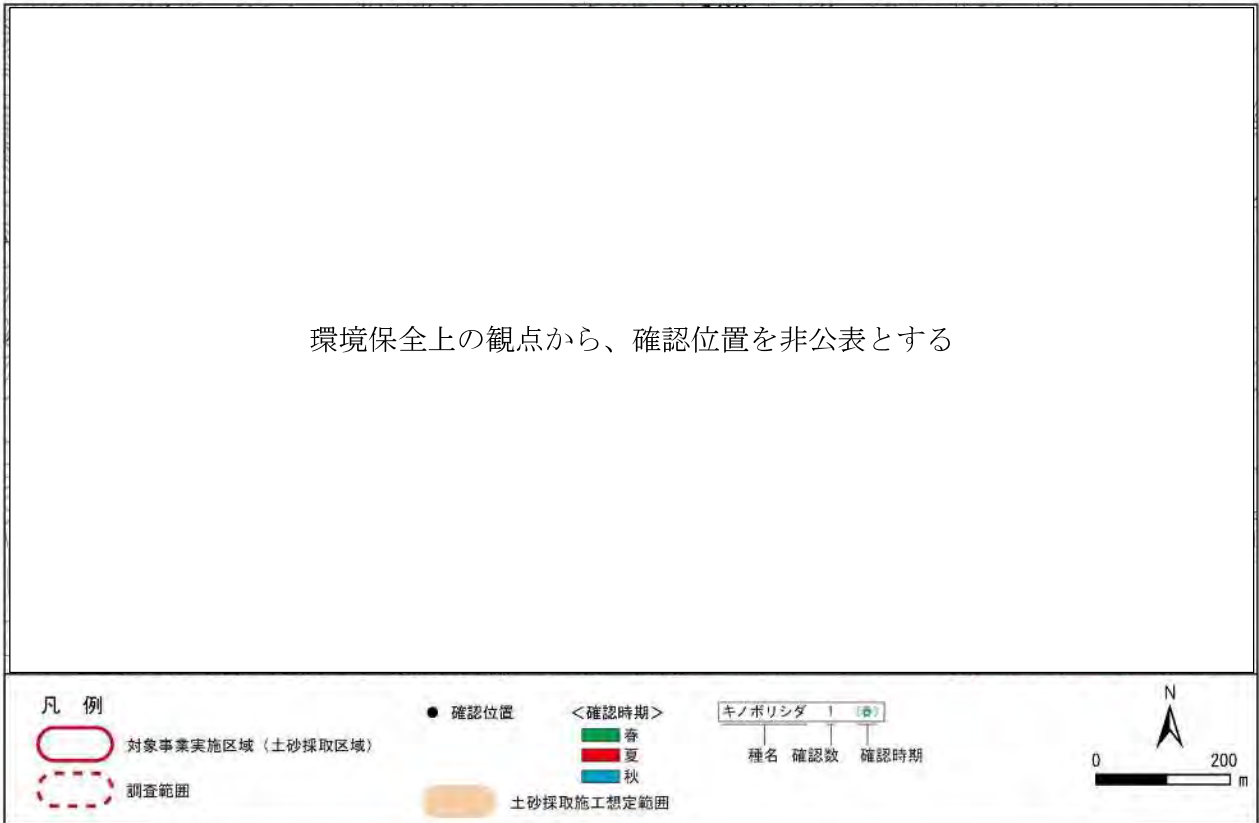 環境保全上の観点から、確認位置を非公表とする
凡 例
対象事業実施区域（土砂採取区域）
調査範囲
● 確認位置
土砂採取施工想定範囲
＜確認時期＞
春
夏
秋
キノボリシダ 1 (春)
種名 確認数 確認時期
N
0 200
m